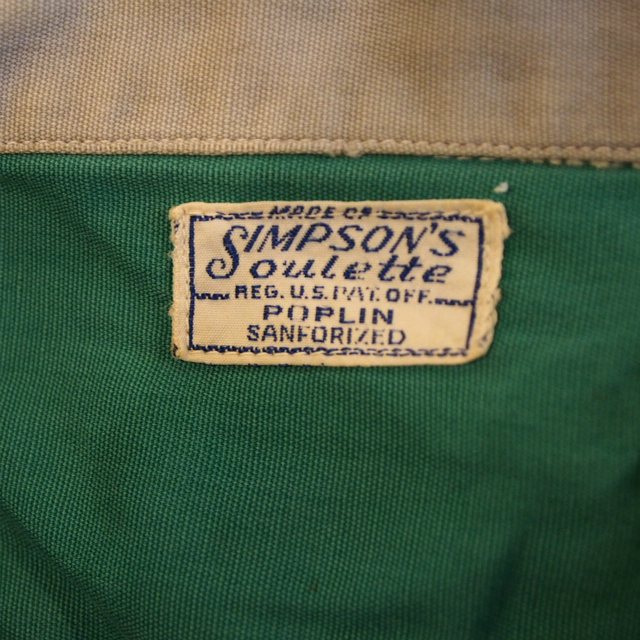 MADE OF
SIMPSON'S
Soulette
REG. U.S. PAT. OFF.
POPLIN
SANFORIZED